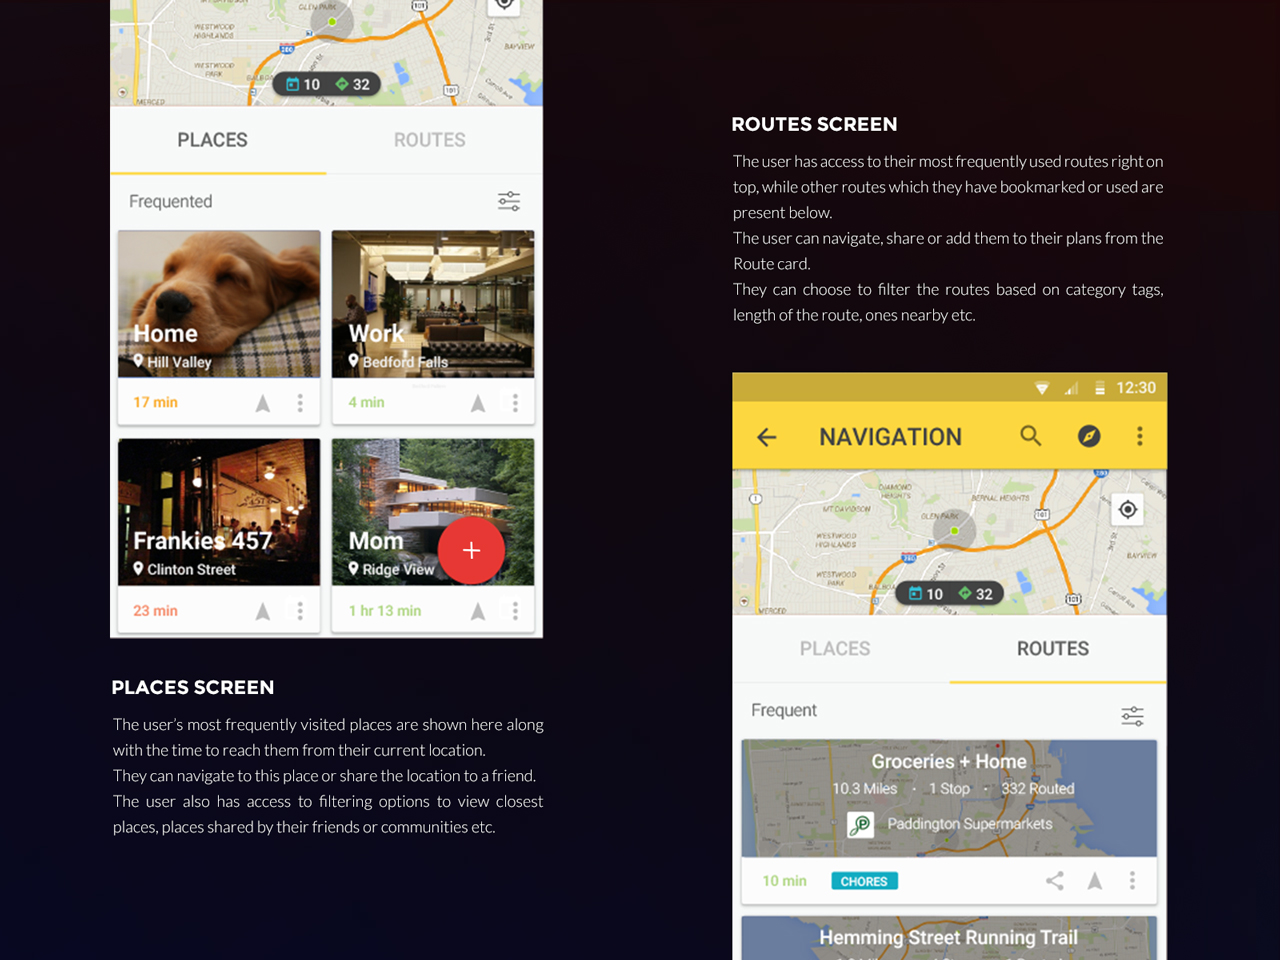 GLEN PARK
101
3rd St
WESTWOOD
HIGHLANDS
280
BAYVIEW
WESTWOOD
PARK
BALBOA
10 32
101
MERCED
PLACES ROUTES
Frequented
Home
Hill Valley
17 min
Work
Bedford Falls
4 min
Frankies 457
Clinton Street
23 min
Mom
Ridge View
1 hr 13 min
PLACES SCREEN
The user's most frequently visited places are shown here along
with the time to reach them from their current location.
They can navigate to this place or share the location to a friend.
The user also has access to filtering options to view closest
places, places shared by their friends or communities etc.
ROUTES SCREEN
The user has access to their most frequently used routes right on
top, while other routes which they have bookmarked or used are
present below.
The user can navigate, share or add them to their plans from the
Route card.
They can choose to filter the routes based on category tags,
length of the route, ones nearby etc.
12:30
NAVIGATION
DIAMOND
HEIGHTS
BERNAL HEIGHTS
1
MT DAVIDSON
GLEN PARK
101
3rd St
WESTWOOD
HIGHLANDS
280
BAYVIEW
WESTWOOD
PARK
BALBOA
10 32
101
MERCED
PLACES ROUTES
Frequent
Groceries + Home
10.3 Miles · 1 Stop · 332 Routed
Paddington Supermarkets
10 min CHORES
Hemming Street Running Trail